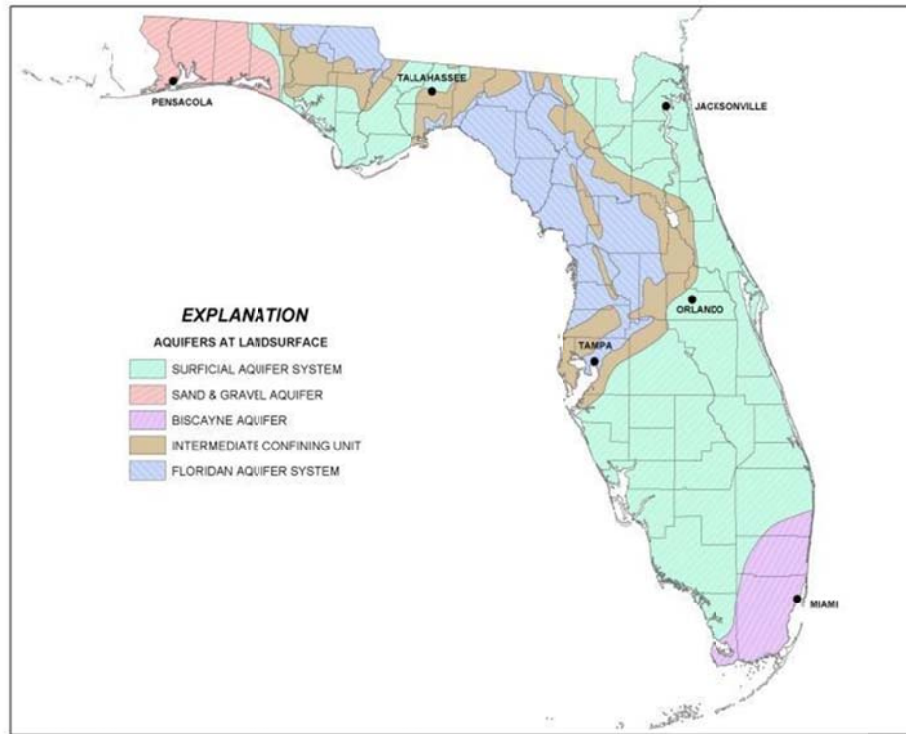 TALLAHASSEE
PENSACOLA
JACKSONVILLE
EXPLANATION
AQUIFERS AT LANDSURFACE
SURFICIAL AQUIFER SYSTEM
SAND & GRAVEL AQUIFER
BISCAYNE AQUIFER
INTERMEDIATE CONFINING UNIT
FLORIDAN AQUIFER SYSTEM
ORLANDO
TAMPA
MIAMI